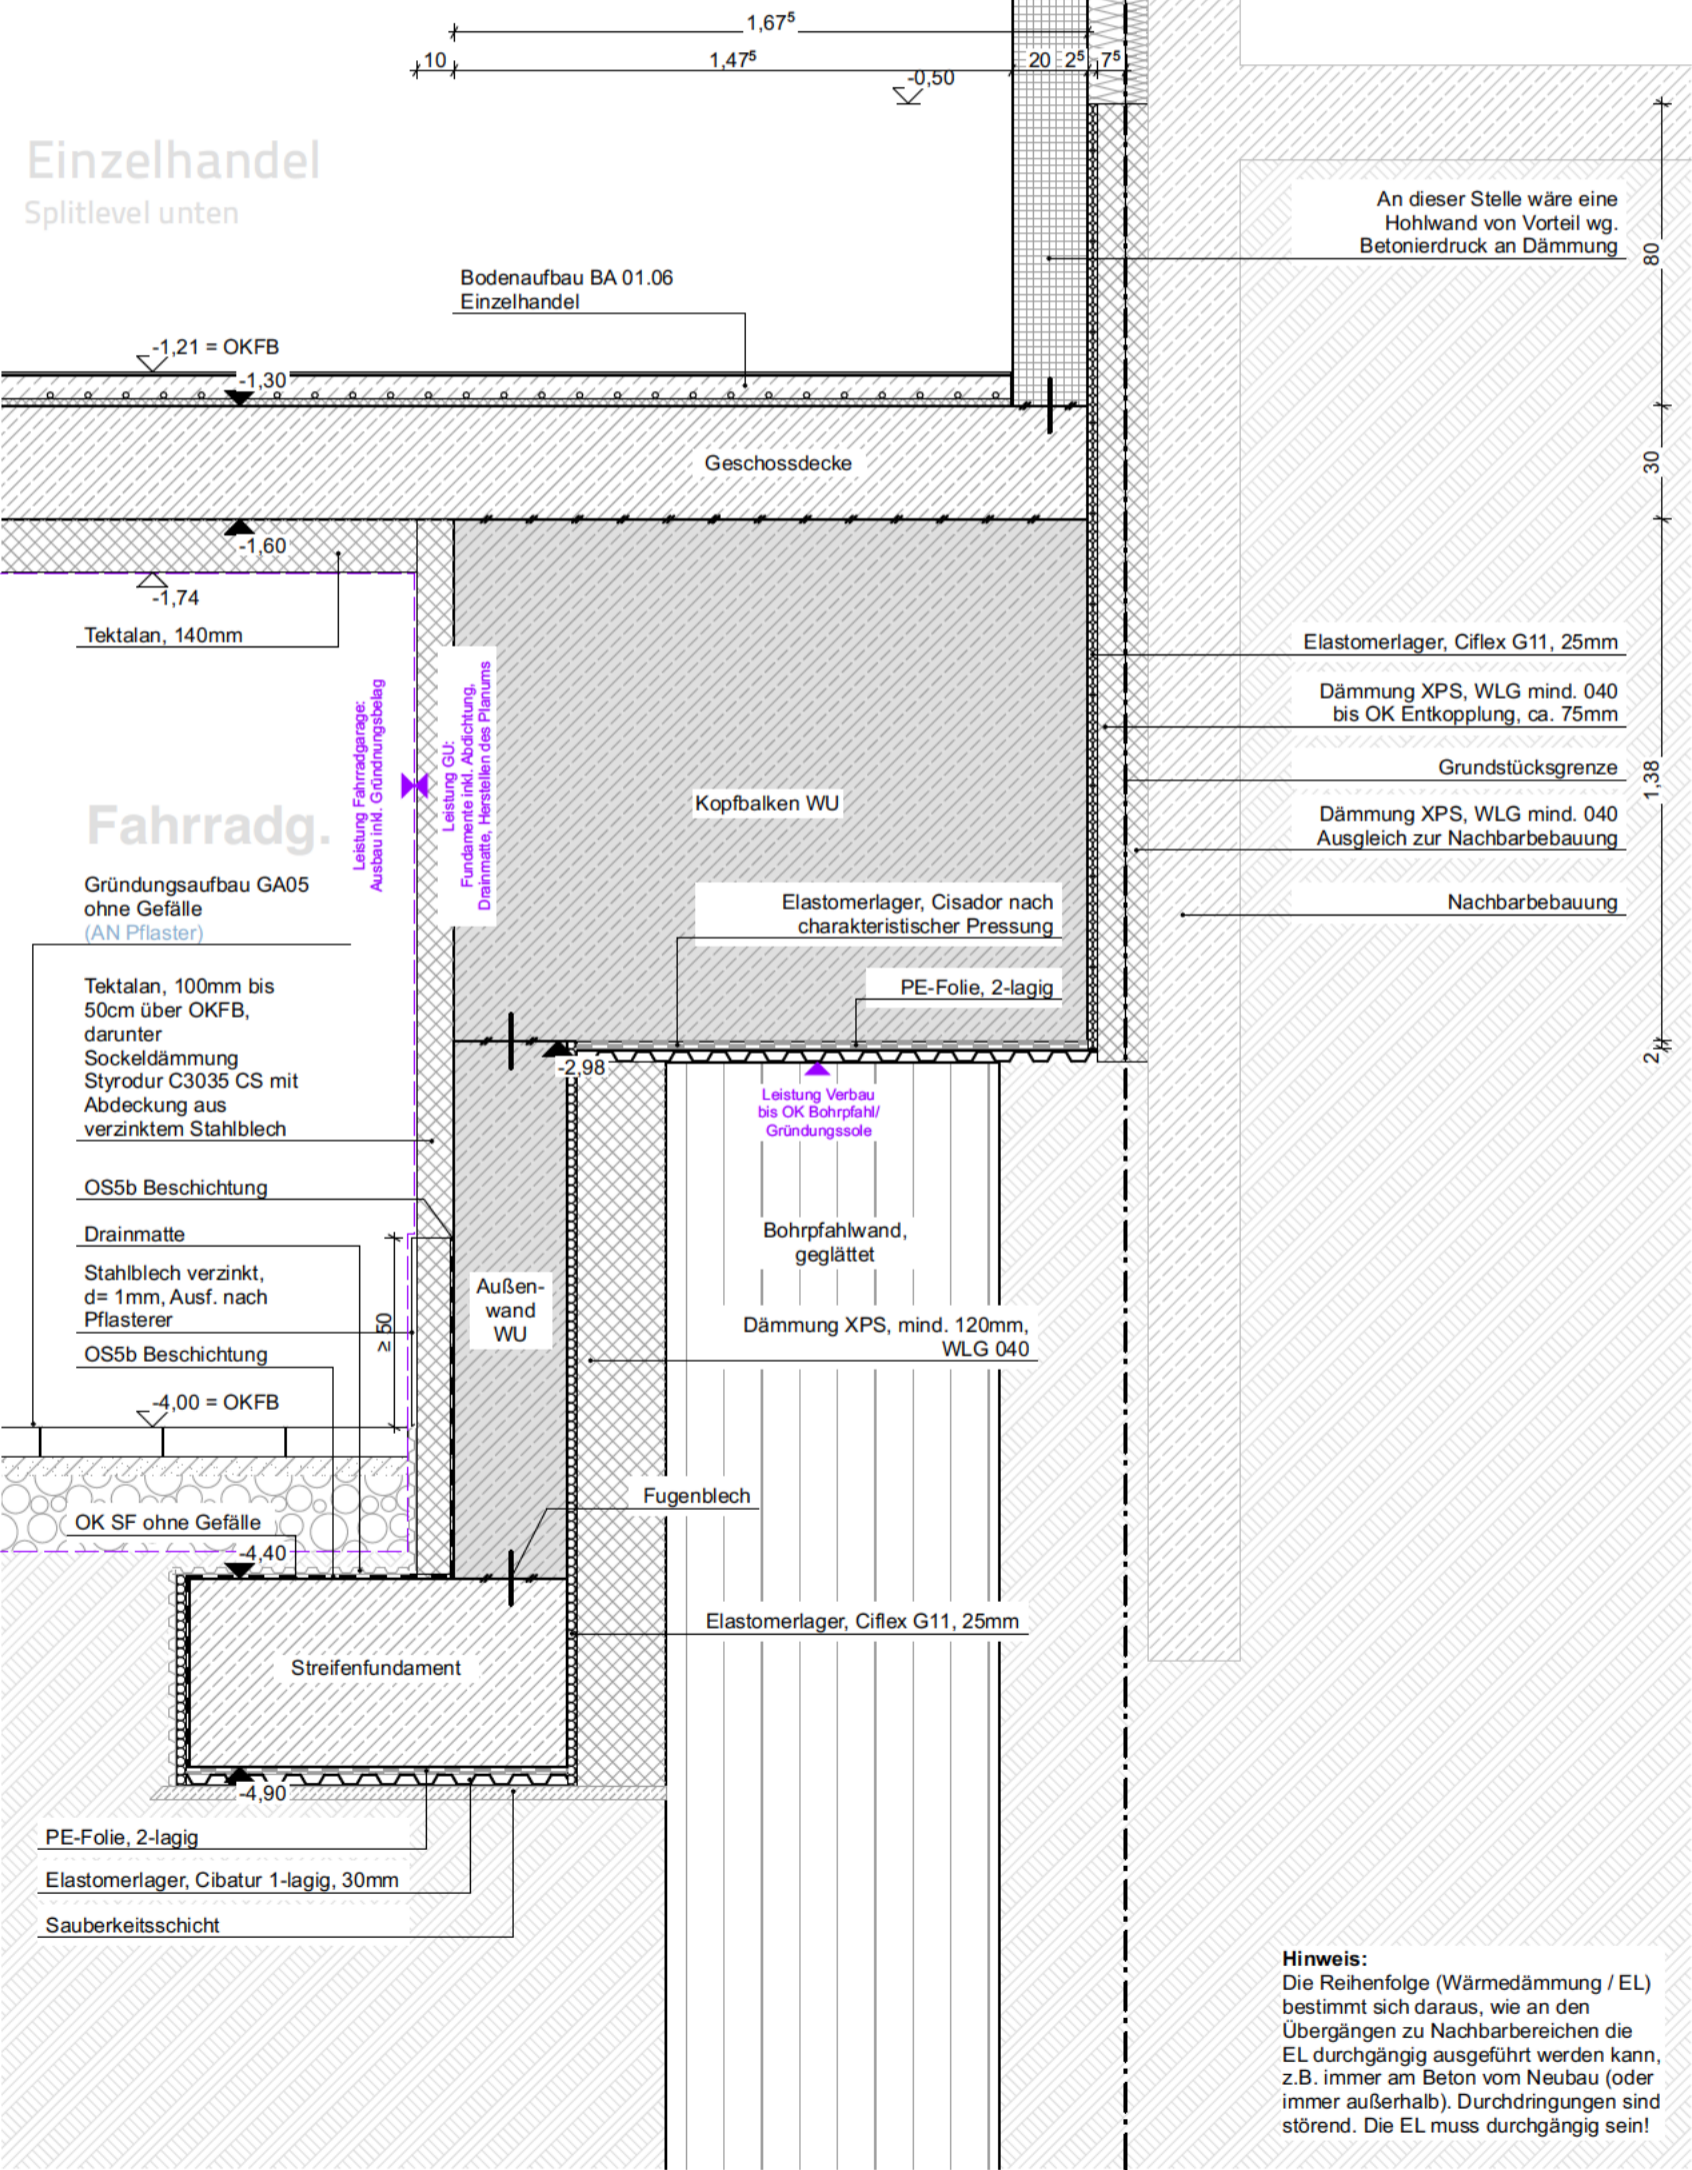 1,67⁵
10
1,47⁵
20
2⁵
7⁵
-0,50
Einzelhandel
Splitlevel unten
An dieser Stelle wäre eine
Hohlwand von Vorteil wg.
Betonierdruck an Dämmung
80
Bodenaufbau BA 01.06
Einzelhandel
-1,21 = OKFB
-1,30
Geschossdecke
30
-1,60
-1,74
Tektalan, 140mm
Elastomerlager, Ciflex G11, 25mm
Dämmung XPS, WLG mind. 040
bis OK Entkopplung, ca. 75mm
Grundstücksgrenze
1,38
Dämmung XPS, WLG mind. 040
Ausgleich zur Nachbarbebauung
Nachbarbebauung
Leistung Fahrradgarage:
Ausbau inkl. Gründnungsbelag
Leistung GU:
Fundamente inkl. Abdichtung,
Drainmatte, Herstellen des Planums
Kopfbalken WU
Fahrradg.
Gründungsaufbau GA05
ohne Gefälle
(AN Pflaster)
Elastomerlager, Cisador nach
charakteristischer Pressung
PE-Folie, 2-lagig
Tektalan, 100mm bis
50cm über OKFB,
darunter
Sockeldämmung
Styrodur C3035 CS mit
Abdeckung aus
verzinktem Stahlblech
-2,98
2
Leistung Verbau
bis OK Bohrpfahl/
Gründungssole
OS5b Beschichtung
Drainmatte
Bohrpfahlwand,
geglättet
Stahlblech verzinkt,
d= 1mm, Ausf. nach
Pflasterer
≥ 50
Außen-
wand
WU
Dämmung XPS, mind. 120mm,
WLG 040
OS5b Beschichtung
-4,00 = OKFB
Fugenblech
OK SF ohne Gefälle
-4,40
Elastomerlager, Ciflex G11, 25mm
Streifenfundament
-4,90
PE-Folie, 2-lagig
Elastomerlager, Cibatur 1-lagig, 30mm
Sauberkeitsschicht
Hinweis:
Die Reihenfolge (Wärmedämmung / EL)
bestimmt sich daraus, wie an den
Übergängen zu Nachbarbereichen die
EL durchgängig ausgeführt werden kann,
z.B. immer am Beton vom Neubau (oder
immer außerhalb). Durchdringungen sind
störend. Die EL muss durchgängig sein!